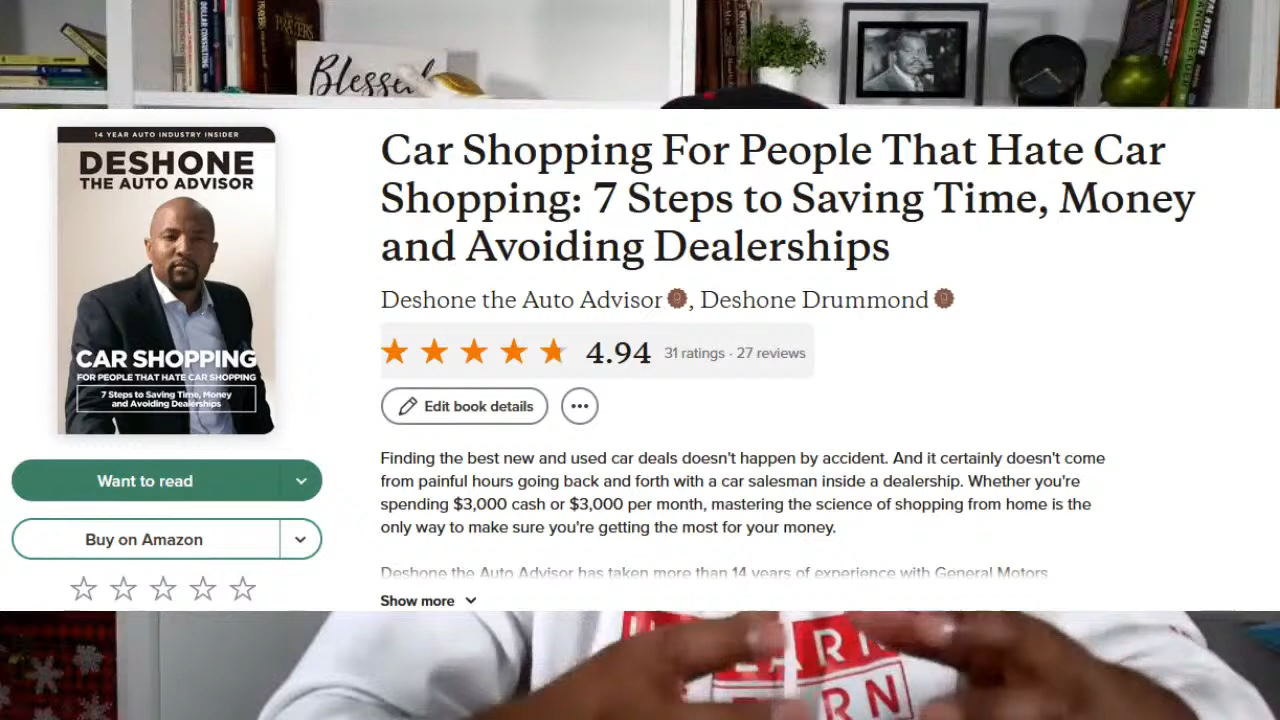 DOLLAR CONSULTING
PRAYERS
Blessed
14 YEAR AUTO INDUSTRY INSIDER
DESHONE
THE AUTO ADVISOR
CAR SHOPPING
FOR PEOPLE THAT HATE CAR SHOPPING
7 Steps to Saving Time, Money
and Avoiding Dealerships
Want to read
Buy on Amazon
Car Shopping For People That Hate Car
Shopping: 7 Steps to Saving Time, Money
and Avoiding Dealerships
Deshone the Auto Advisor, Deshone Drummond
4.94 31 ratings · 27 reviews
Edit book details
Finding the best new and used car deals doesn't happen by accident. And it certainly doesn't come
from painful hours going back and forth with a car salesman inside a dealership. Whether you're
spending $3,000 cash or $3,000 per month, mastering the science of shopping from home is the
only way to make sure you're getting the most for your money.
Deshone the Auto Advisor has taken more than 14 years of experience with General Motors
Show more